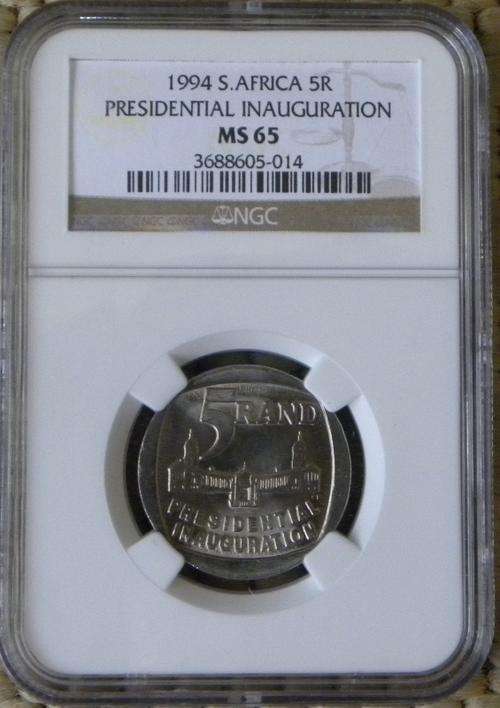 1994 S.AFRICA 5R
PRESIDENTIAL INAUGURATION
MS 65
3688605-014
NGC
5 RAND
PRESIDENTIAL
INAUGURATION